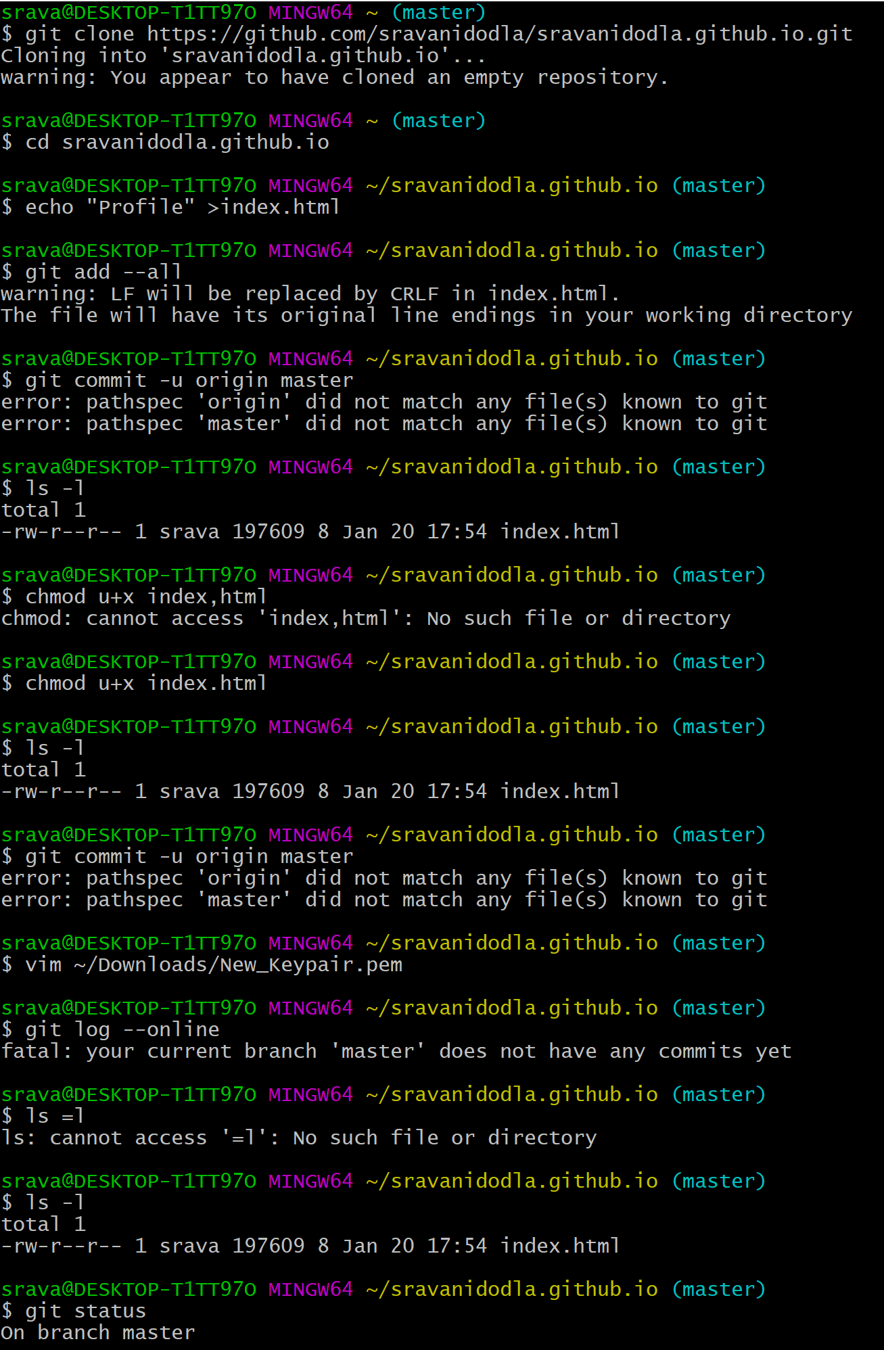 srava@DESKTOP-T1TT97O MINGW64 ~ (master)
$ git clone https://github.com/sravanidodla/sravanidodla.github.io.git
Cloning into 'sravanidodla.github.io'...
warning: You appear to have cloned an empty repository.
srava@DESKTOP-T1TT97O MINGW64 ~ (master)
$ cd sravanidodla.github.io
srava@DESKTOP-T1TT97O MINGW64 ~/sravanidodla.github.io (master)
$ echo "Profile" >index.html
srava@DESKTOP-T1TT97O MINGW64 ~/sravanidodla.github.io (master)
$ git add --all
warning: LF will be replaced by CRLF in index.html.
The file will have its original line endings in your working directory
srava@DESKTOP-T1TT97O MINGW64 ~/sravanidodla.github.io (master)
$ git commit -u origin master
error: pathspec 'origin' did not match any file(s) known to git
error: pathspec 'master' did not match any file(s) known to git
srava@DESKTOP-T1TT97O MINGW64 ~/sravanidodla.github.io (master)
$ ls -l
total 1
-rw-r--r-- 1 srava 197609 8 Jan 20 17:54 index.html
srava@DESKTOP-T1TT97O MINGW64 ~/sravanidodla.github.io (master)
$ chmod u+x index,html
chmod: cannot access 'index,html': No such file or directory
srava@DESKTOP-T1TT97O MINGW64 ~/sravanidodla.github.io (master)
$ chmod u+x index.html
srava@DESKTOP-T1TT97O MINGW64 ~/sravanidodla.github.io (master)
$ ls -l
total 1
-rw-r--r-- 1 srava 197609 8 Jan 20 17:54 index.html
srava@DESKTOP-T1TT97O MINGW64 ~/sravanidodla.github.io (master)
$ git commit -u origin master
error: pathspec 'origin' did not match any file(s) known to git
error: pathspec 'master' did not match any file(s) known to git
srava@DESKTOP-T1TT97O MINGW64 ~/sravanidodla.github.io (master)
$ vim ~/Downloads/New_Keypair.pem
srava@DESKTOP-T1TT97O MINGW64 ~/sravanidodla.github.io (master)
$ git log --online
fatal: your current branch 'master' does not have any commits yet
srava@DESKTOP-T1TT97O MINGW64 ~/sravanidodla.github.io (master)
$ ls =l
ls: cannot access '=l': No such file or directory
srava@DESKTOP-T1TT97O MINGW64 ~/sravanidodla.github.io (master)
$ ls -l
total 1
-rw-r--r-- 1 srava 197609 8 Jan 20 17:54 index.html
srava@DESKTOP-T1TT97O MINGW64 ~/sravanidodla.github.io (master)
$ git status
On branch master